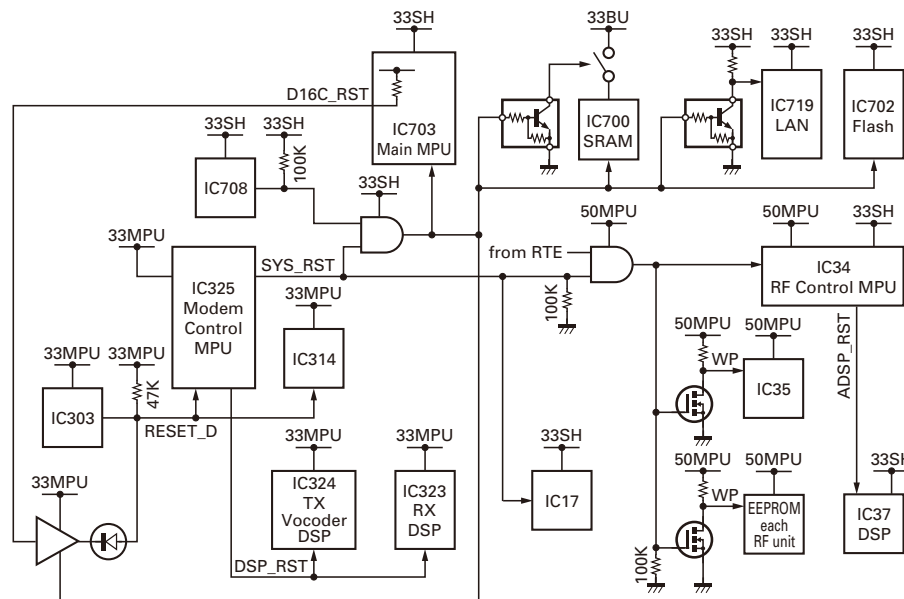 33SH
33BU
33SH
33SH
33SH
D16C_RST
IC703
Main MPU
IC700
SRAM
IC719
LAN
IC702
Flash
33SH
33SH
100K
IC708
33SH
50MPU
50MPU
33SH
33MPU
SYS_RST
from RTE
IC325
Modem
Control
MPU
IC34
RF Control MPU
33MPU
100K
50MPU
50MPU
WP
33MPU
33MPU
IC314
IC35
ADSP_RST
47K
IC303
RESET_D
33MPU
33MPU
33SH
50MPU
50MPU
33SH
33MPU
IC324
TX
Vocoder
DSP
IC323
RX
DSP
IC17
WP
EEPROM
each
RF unit
IC37
DSP
DSP_RST
100K